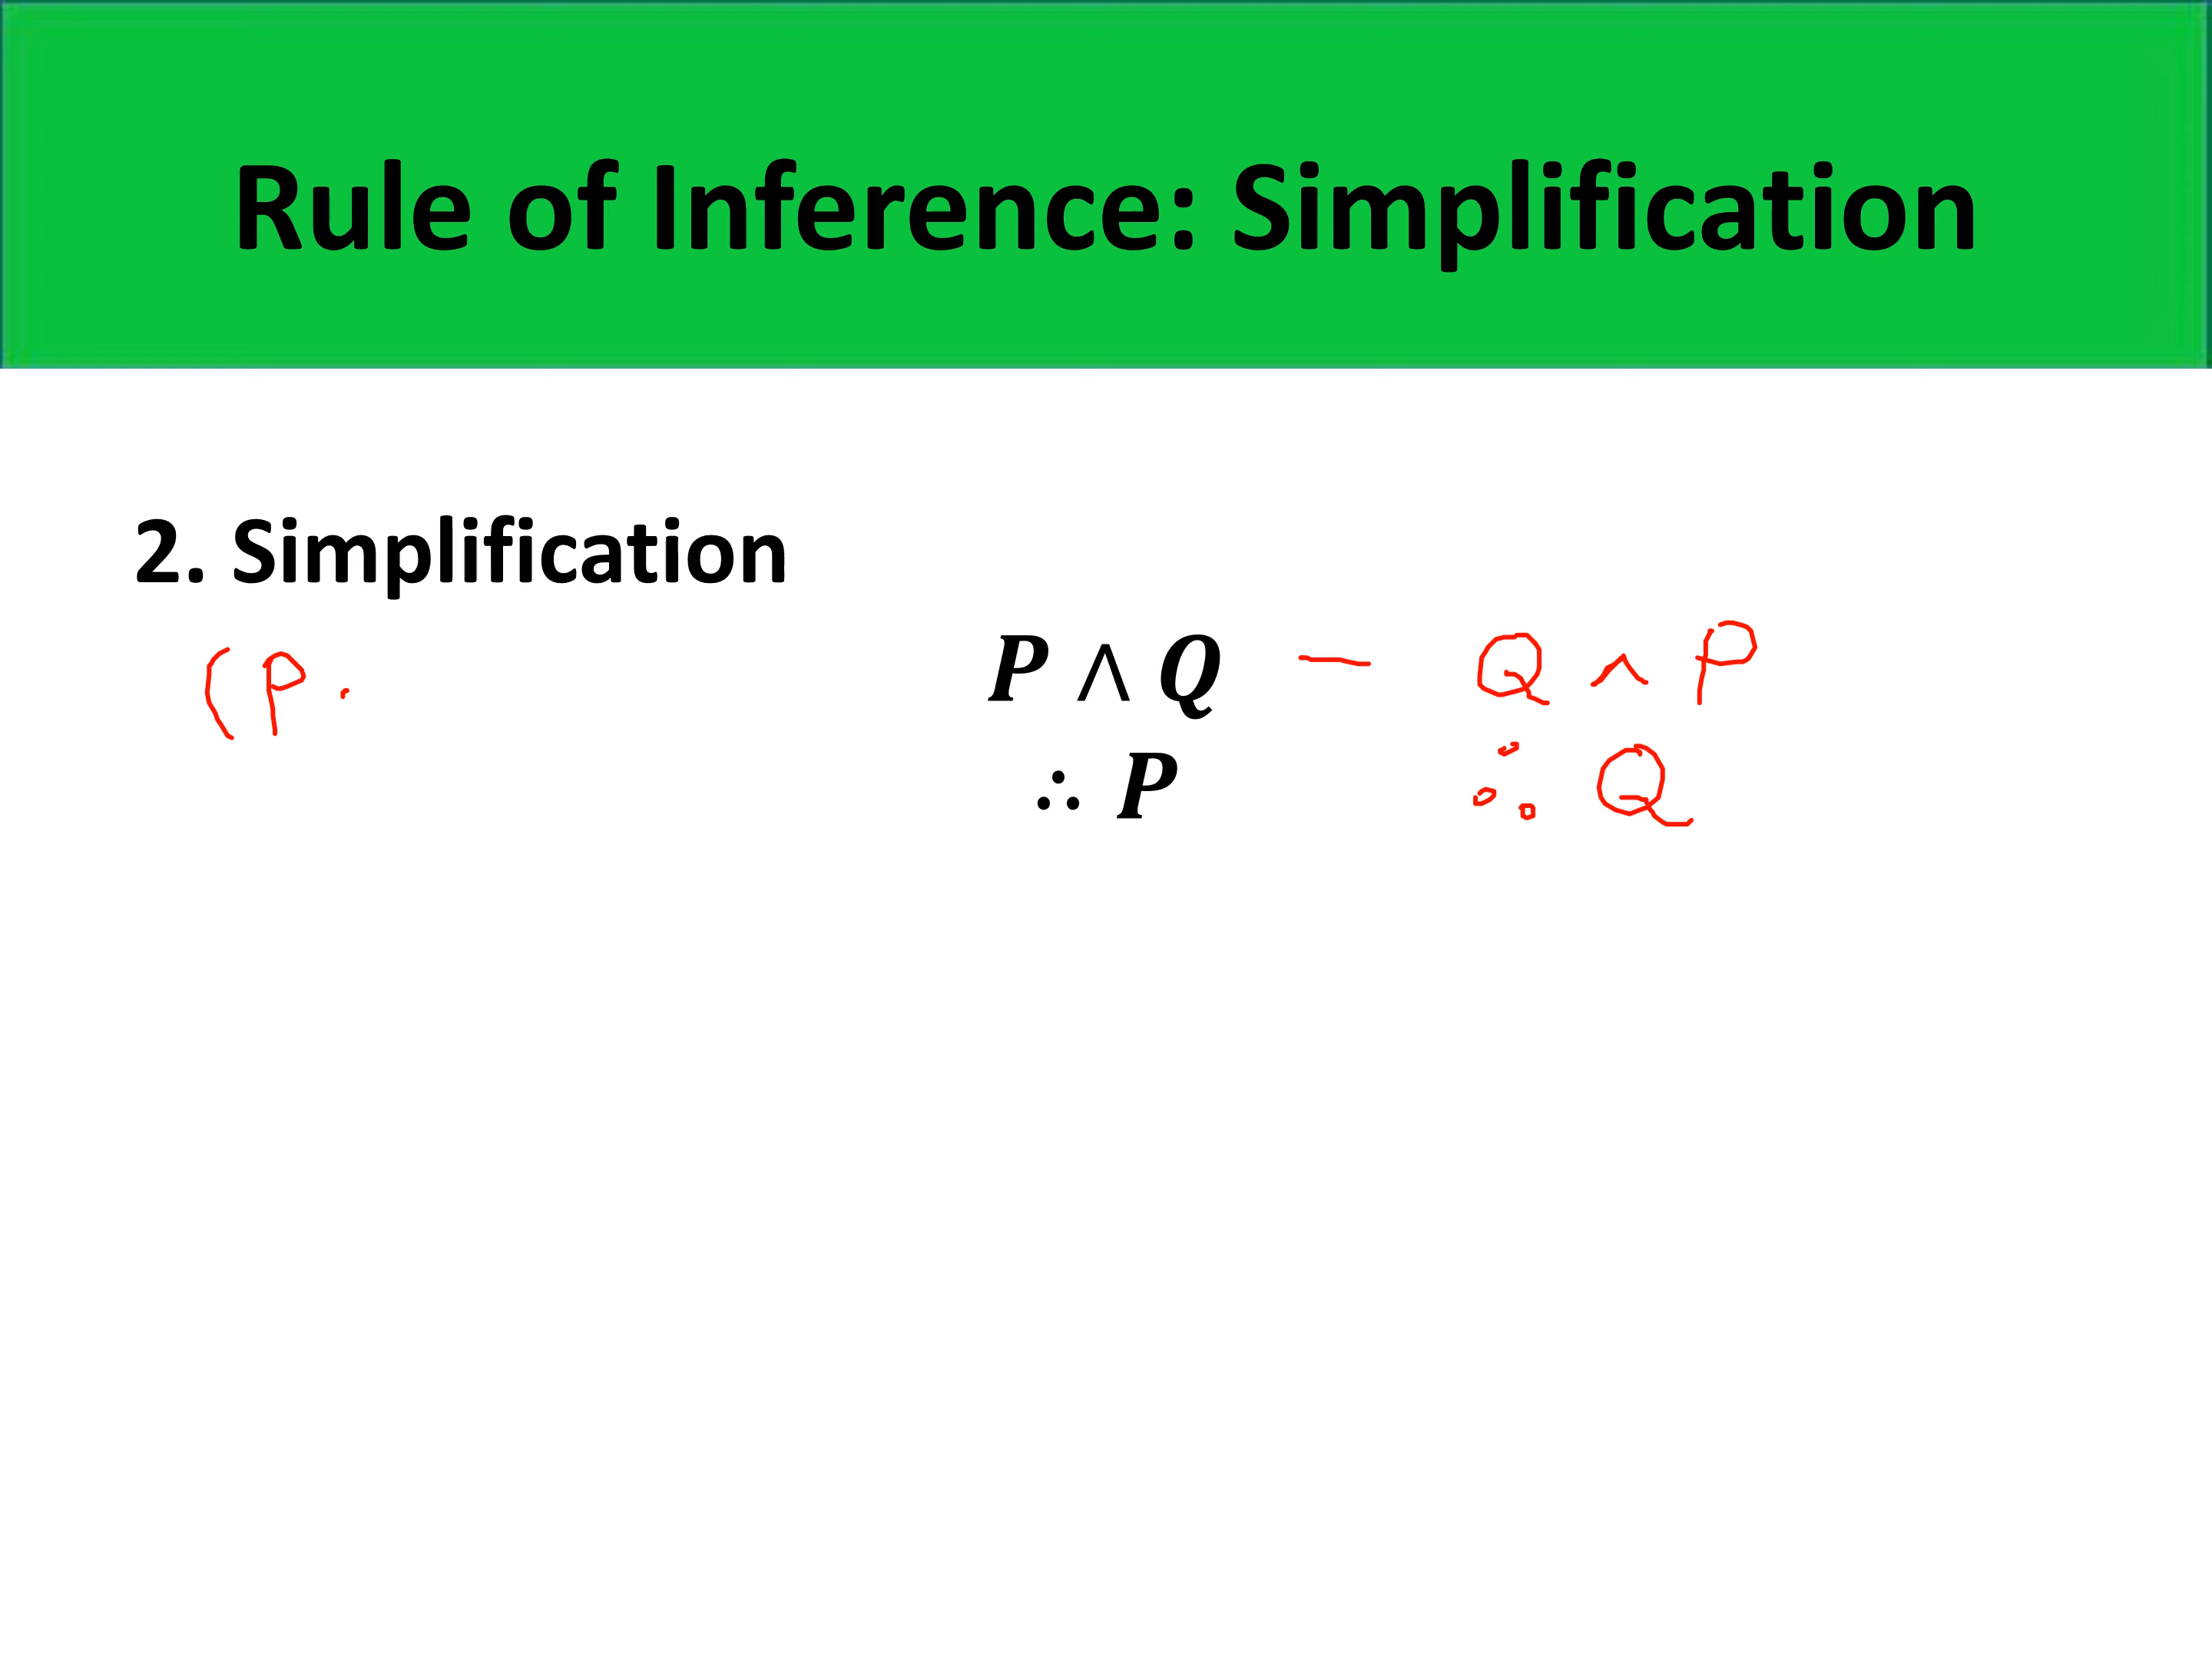 Rule of Inference: Simplification
2. Simplification
(P . P ∧ Q — Q ∧ P
∴ P ∴ Q